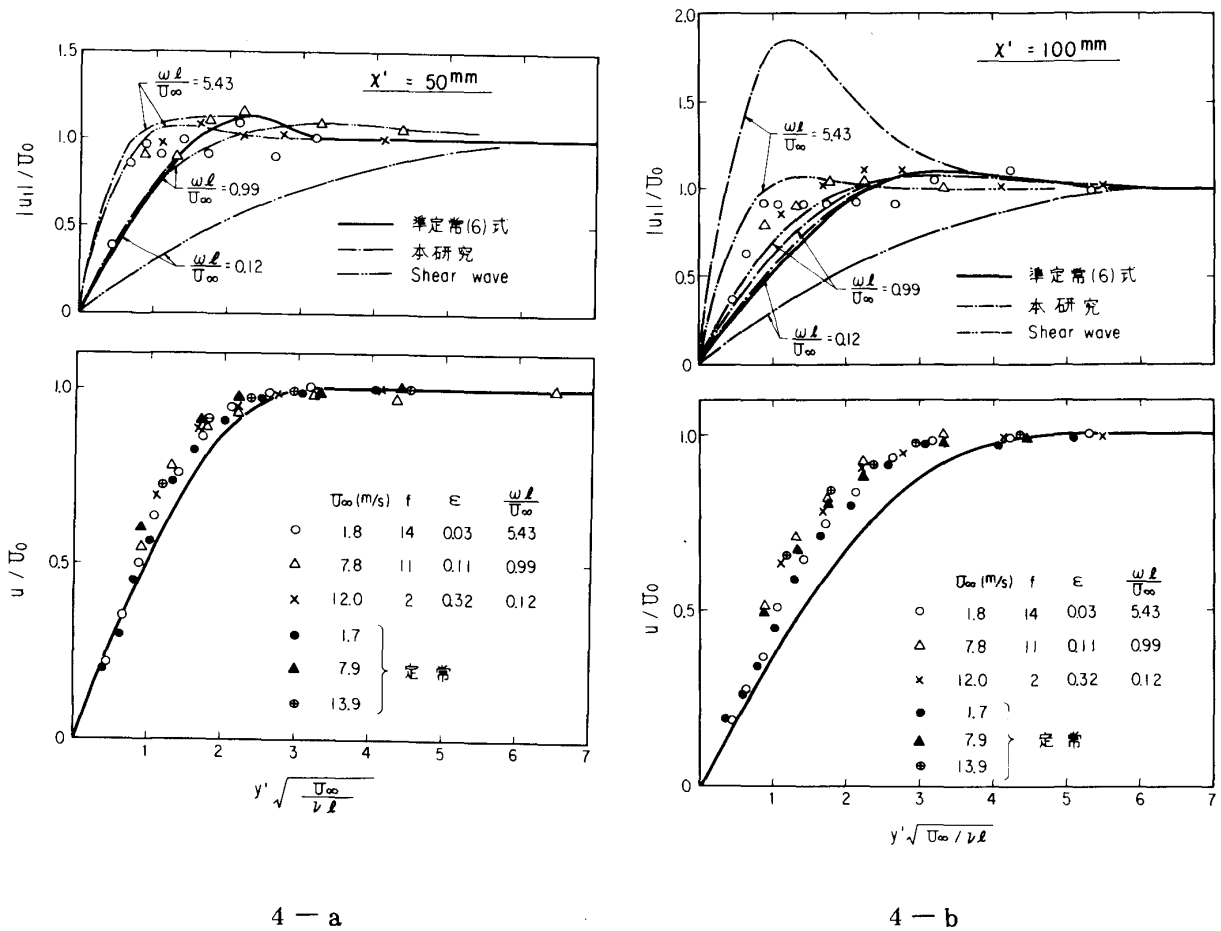 1.5
1.0
0.5
0
|u₁|/U₀
ωℓ/U∞ = 5.43
χ' = 50mm
ωℓ/U∞ = 0.99
ωℓ/U∞ = 0.12
準定常(6)式
本研究
Shear wave
1.0
0.5
0
u / U₀
U∞(m/s) f ε ωℓ/U∞
○ 1.8 14 0.03 5.43
△ 7.8 11 0.11 0.99
× 12.0 2 0.32 0.12
● 1.7
▲ 7.9 定常
⊕ 13.9
1 2 3 4 5 6 7
y'√(U∞/νℓ)
4-a
2.0
1.5
1.0
0.5
0
|u₁|/U₀
χ' = 100mm
ωℓ/U∞ = 5.43
ωℓ/U∞ = 0.99
ωℓ/U∞ = 0.12
準定常(6)式
本研究
Shear wave
1.0
0.5
0
u/U₀
U∞(m/s) f ε ωℓ/U∞
○ 1.8 14 0.03 5.43
△ 7.8 11 0.11 0.99
× 12.0 2 0.32 0.12
● 1.7
▲ 7.9 定常
⊕ 13.9
1 2 3 4 5 6 7
y'√U∞/νℓ
4-b